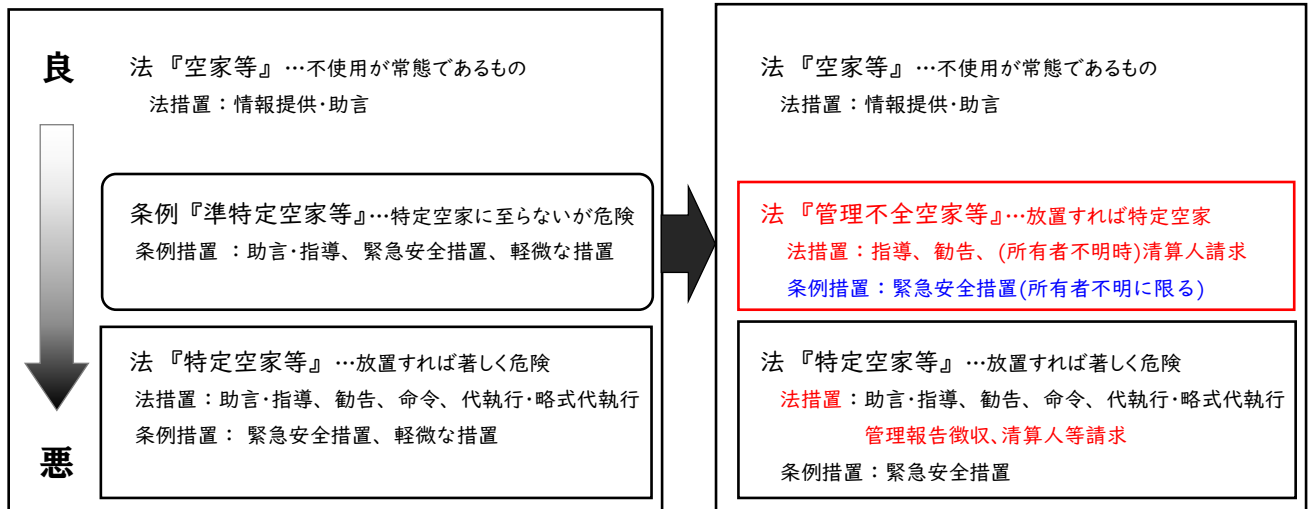 良
法 『空家等』 …不使用が常態であるもの
法措置：情報提供・助言
条例『準特定空家等』…特定空家に至らないが危険
条例措置 ：助言・指導、緊急安全措置、軽微な措置
法 『特定空家等』 …放置すれば著しく危険
法措置：助言・指導、勧告、命令、代執行・略式代執行
条例措置： 緊急安全措置、軽微な措置
悪
法 『空家等』 …不使用が常態であるもの
法措置：情報提供・助言
法 『管理不全空家等』…放置すれば特定空家
法措置：指導、勧告、(所有者不明時)清算人請求
条例措置：緊急安全措置(所有者不明に限る)
法 『特定空家等』 …放置すれば著しく危険
法措置：助言・指導、勧告、命令、代執行・略式代執行
管理報告徴収、清算人等請求
条例措置：緊急安全措置